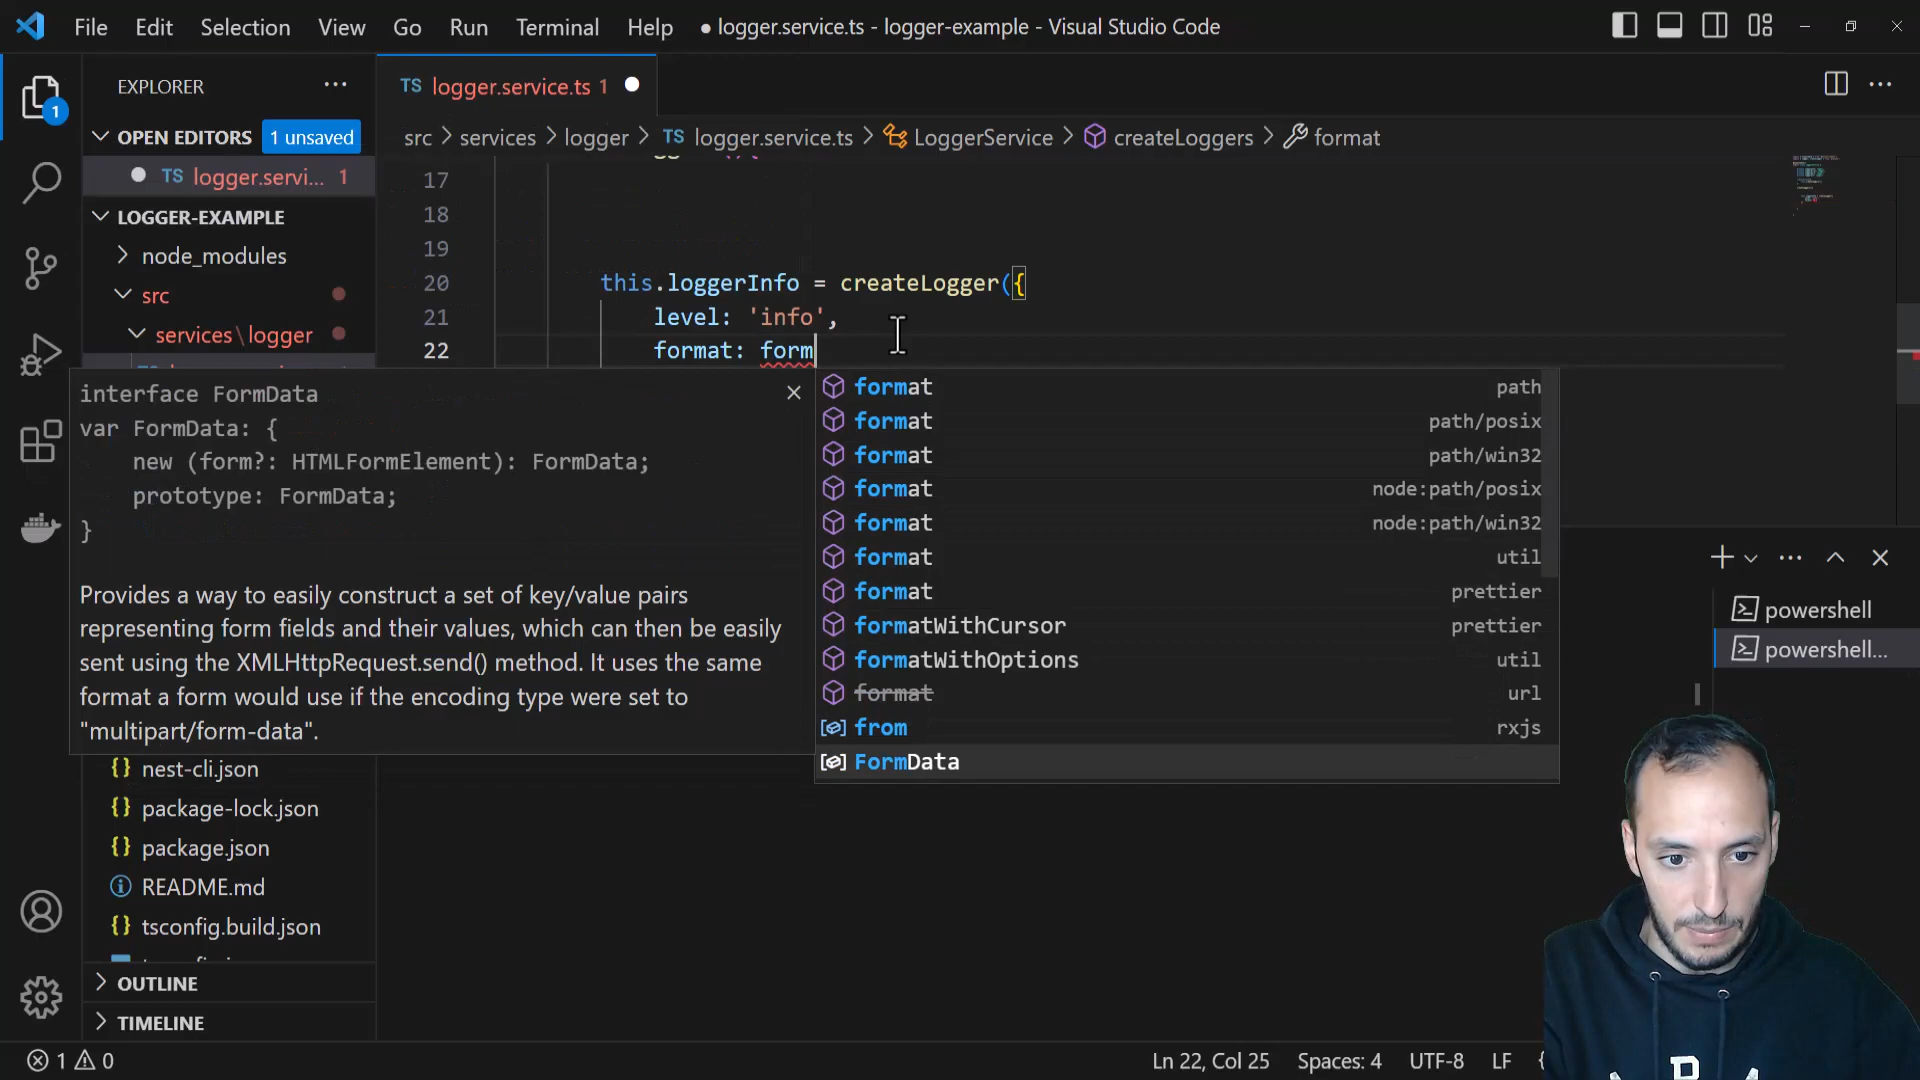 File Edit Selection View Go Run Terminal Help ● logger.service.ts - logger-example - Visual Studio Code
EXPLORER ...
TS logger.service.ts 1
OPEN EDITORS 1 unsaved
src > services > logger > TS logger.service.ts > LoggerService > createLoggers > format
TS logger.servi... 1
LOGGER-EXAMPLE
node_modules
src
services\logger
17
18
19
20 this.loggerInfo = createLogger({
21 level: 'info',
22 format: form
interface FormData
var FormData: {
new (form?: HTMLFormElement): FormData;
prototype: FormData;
}
Provides a way to easily construct a set of key/value pairs
representing form fields and their values, which can then be easily
sent using the XMLHttpRequest.send() method. It uses the same
format a form would use if the encoding type were set to
"multipart/form-data".
format path
format path/posix
format path/win32
format node:path/posix
format node:path/win32
format util
format prettier
formatWithCursor prettier
formatWithOptions util
format url
from rxjs
FormData
powershell
powershell...
nest-cli.json
package-lock.json
package.json
README.md
tsconfig.build.json
OUTLINE
TIMELINE
1 0
Ln 22, Col 25 Spaces: 4 UTF-8 LF {
1